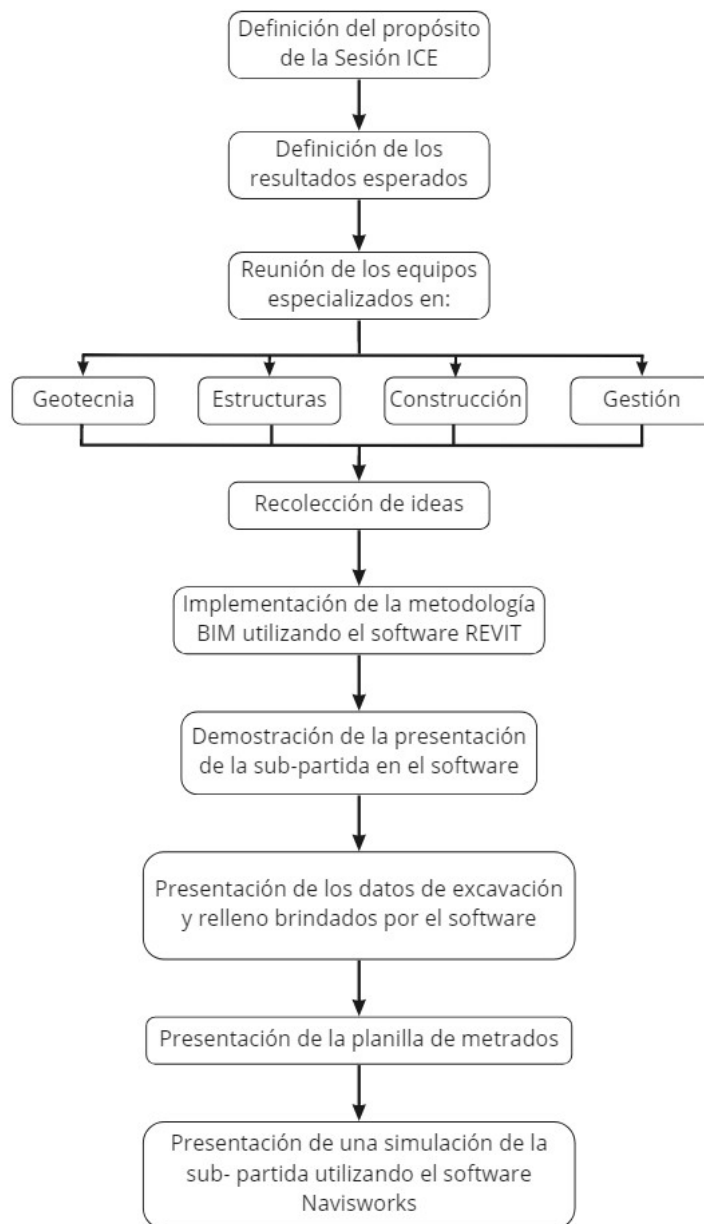 Definición del propósito
de la Sesión ICE
Definición de los
resultados esperados
Reunión de los equipos
especializados en:
Geotecnia
Estructuras
Construcción
Gestión
Recolección de ideas
Implementación de la metodología
BIM utilizando el software REVIT
Demostración de la presentación
de la sub-partida en el software
Presentación de los datos de excavación
y relleno brindados por el software
Presentación de la planilla de metrados
Presentación de una simulación de la
sub- partida utilizando el software
Navisworks